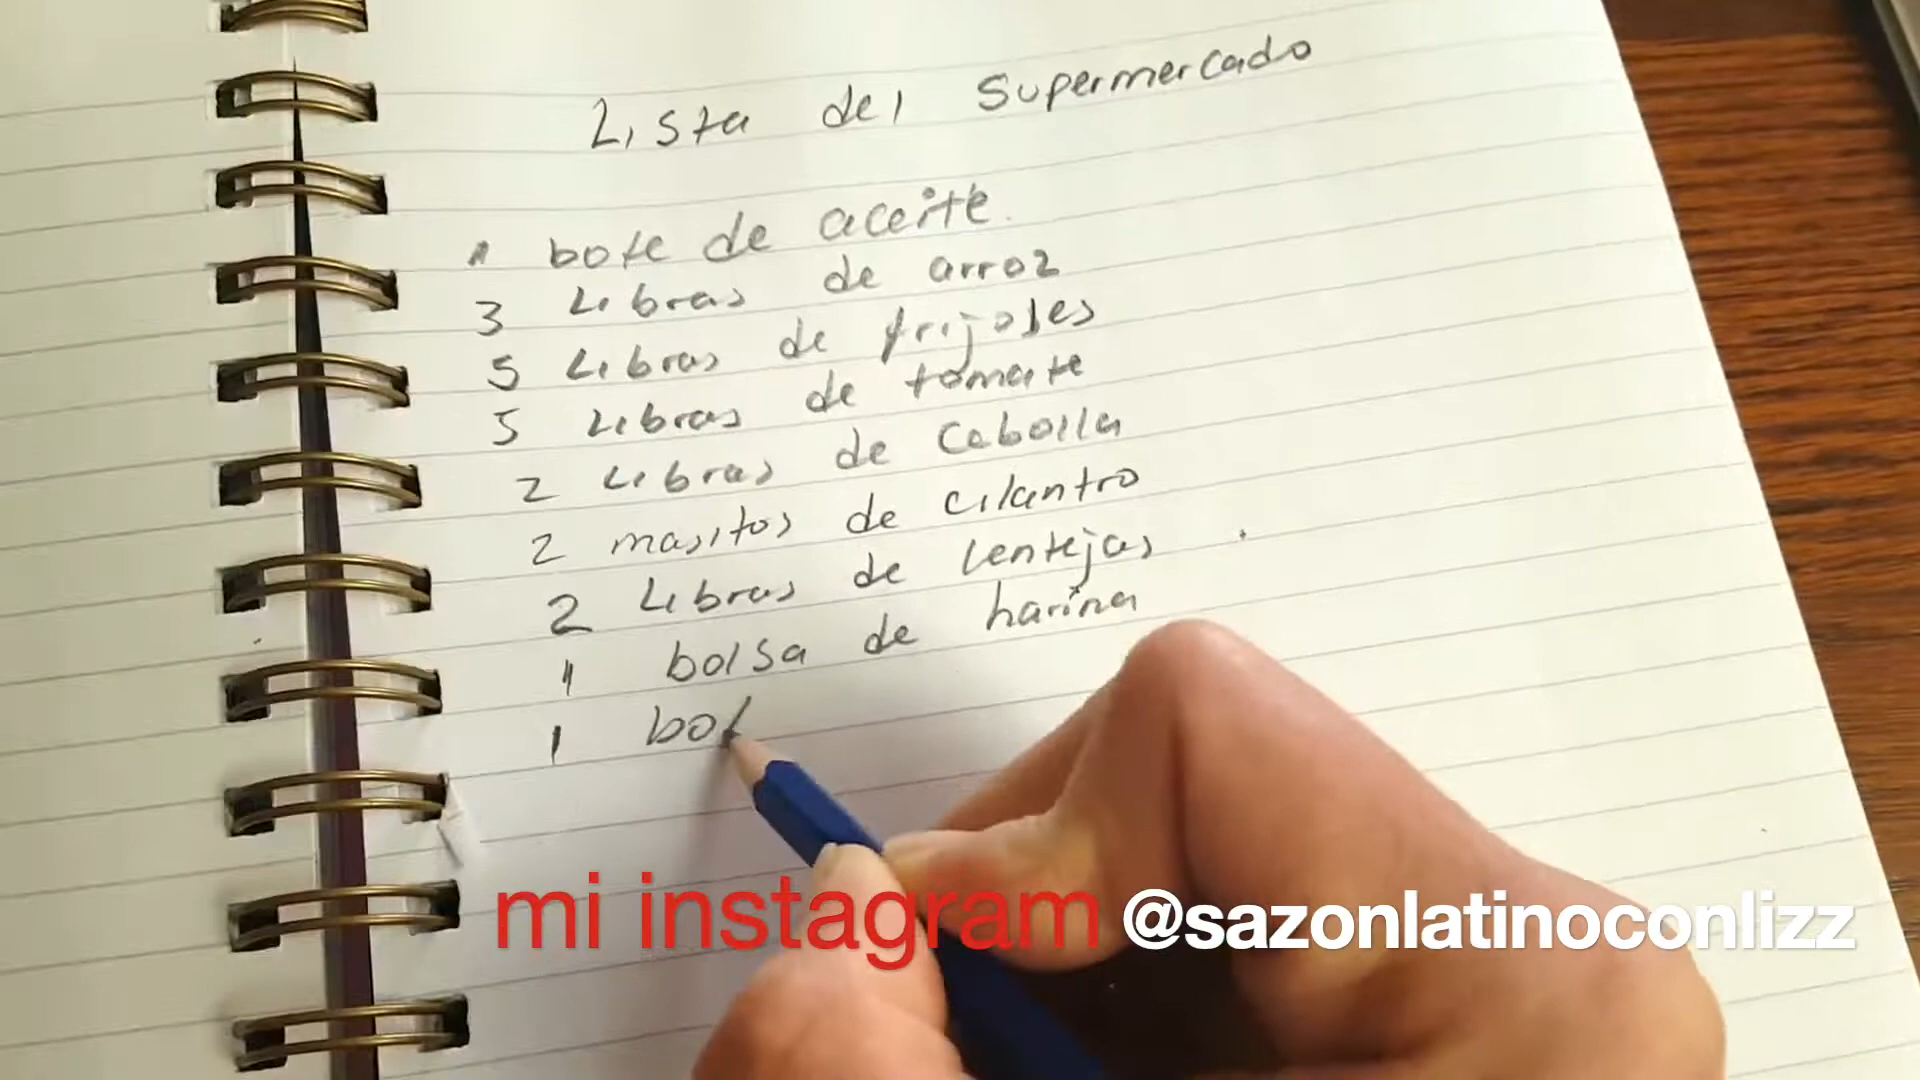 Lista del supermercado
1 bote de aceite
3 Libras de arroz
5 Libras de frijoles
5 Libras de tomate
2 Libras de Cebolla
2 masitos de cilantro
2 Libras de lentejas
1 bolsa de harina
1 bot
mi instagram @sazonlatinoconlizz